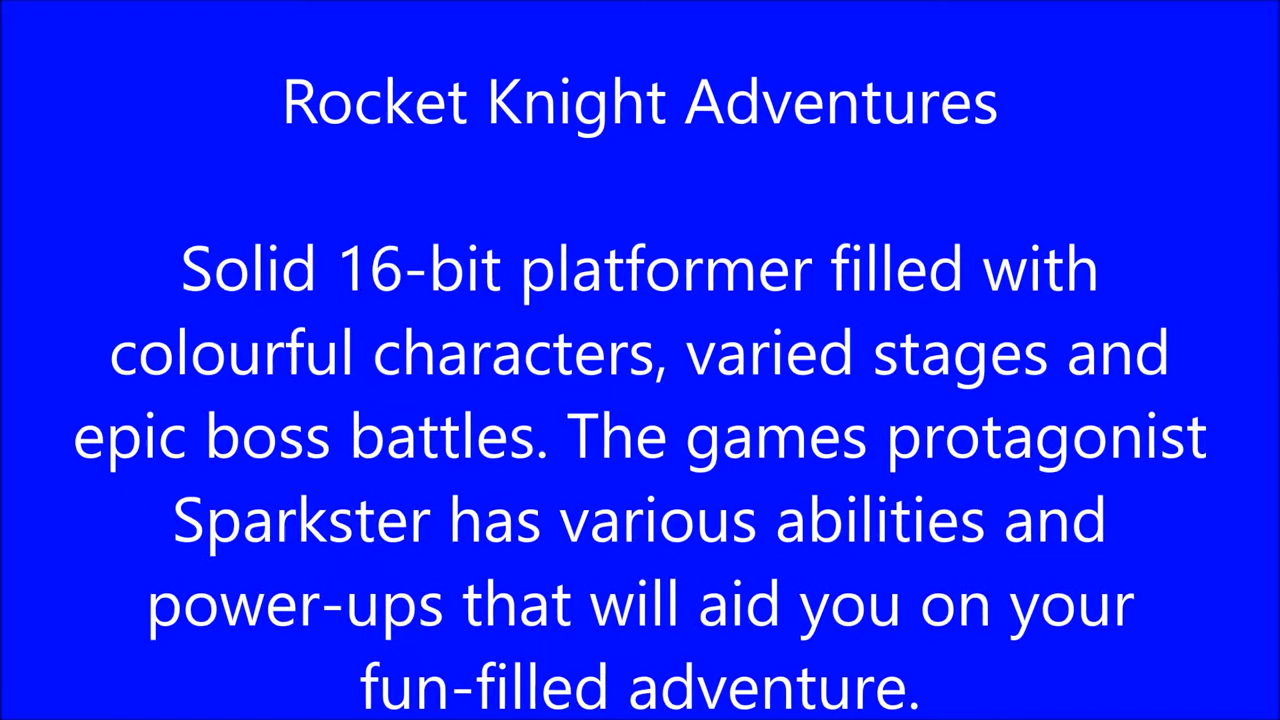 Rocket Knight Adventures
Solid 16-bit platformer filled with
colourful characters, varied stages and
epic boss battles. The games protagonist
Sparkster has various abilities and
power-ups that will aid you on your
fun-filled adventure.